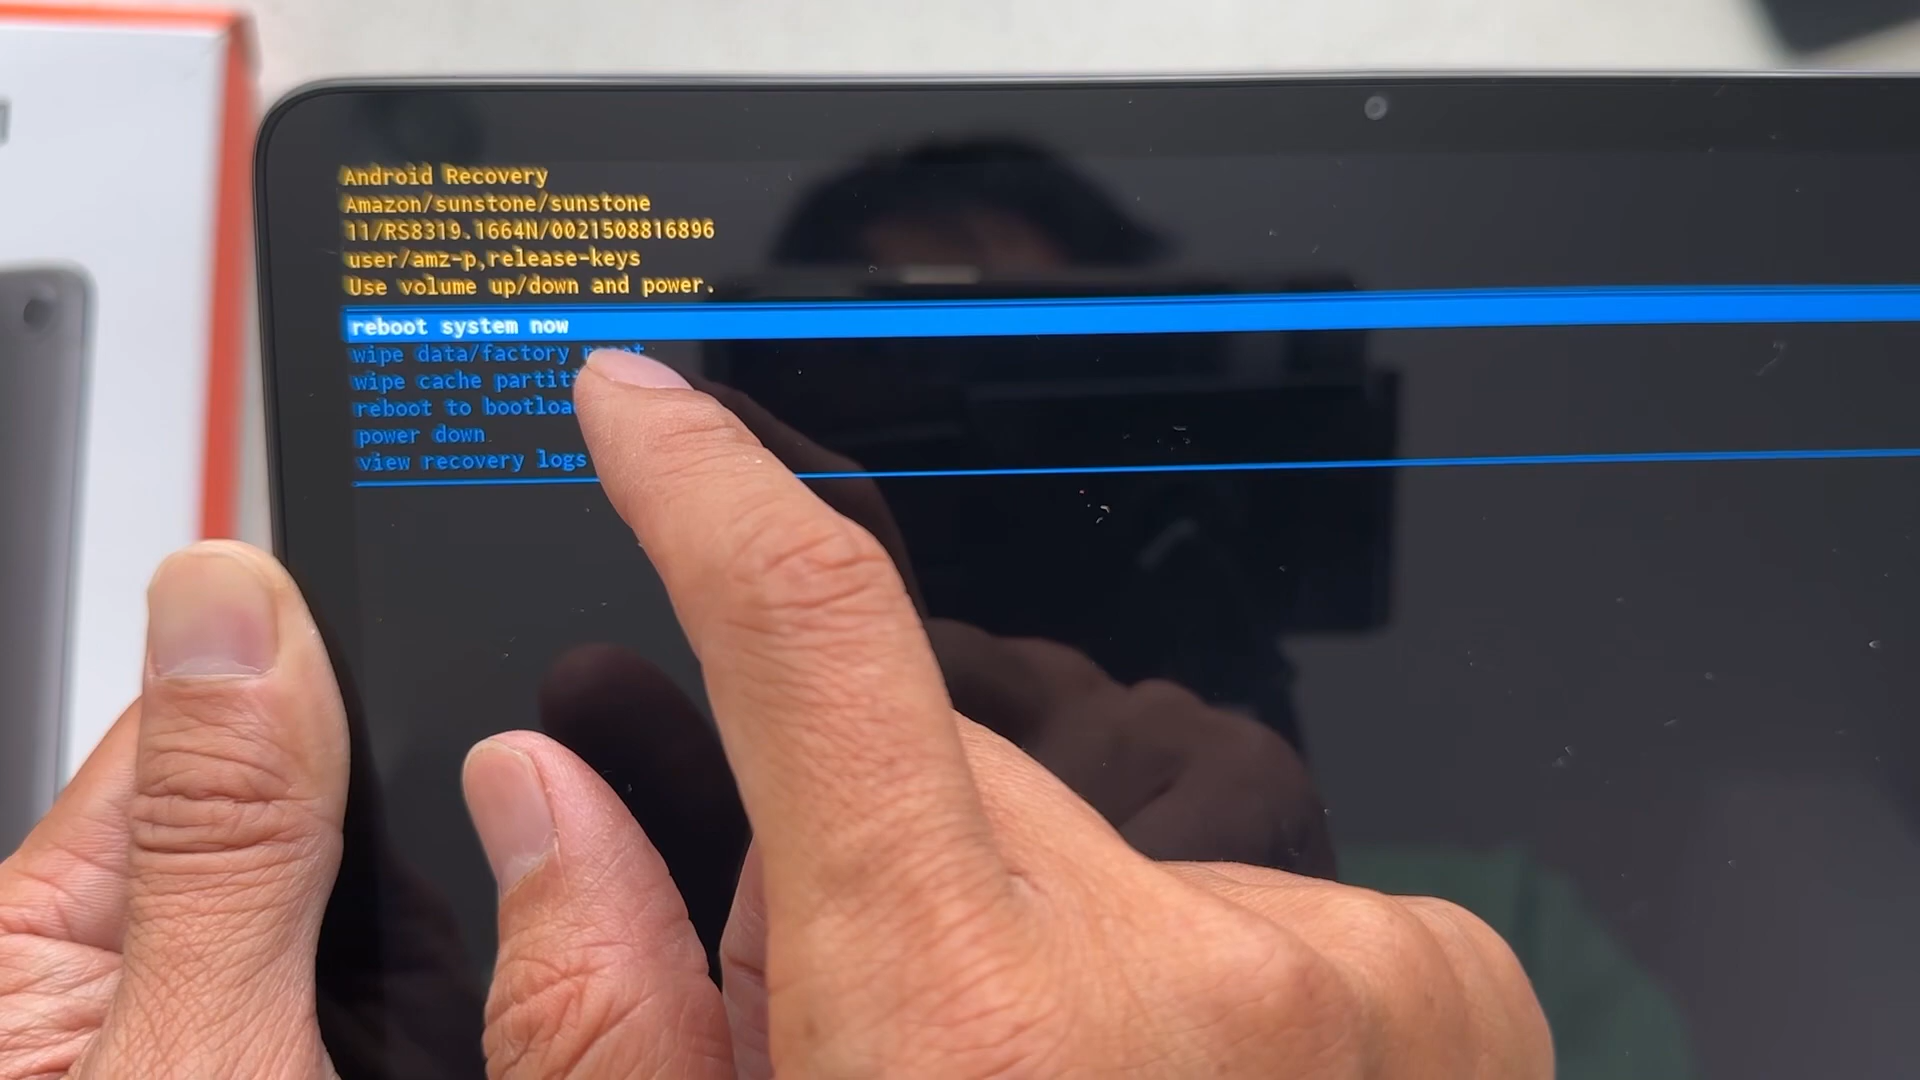 Android Recovery
Amazon/sunstone/sunstone
11/RS8319.1664N/0021508816896
user/amz-p,release-keys
Use volume up/down and power.
reboot system now
wipe data/factory
wipe cache
reboot to
power down
view recovery logs